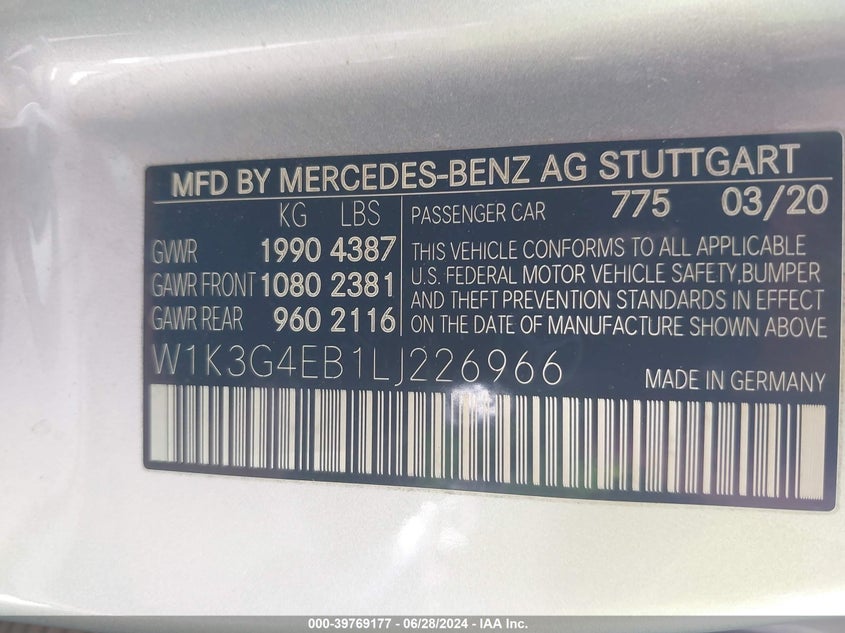 MFD BY MERCEDES-BENZ AG STUTTGART
KG LBS
GVWR 1990 4387
GAWR FRONT 1080 2381
GAWR REAR 960 2116
PASSENGER CAR 775 03/20
THIS VEHICLE CONFORMS TO ALL APPLICABLE
U.S. FEDERAL MOTOR VEHICLE SAFETY,BUMPER
AND THEFT PREVENTION STANDARDS IN EFFECT
ON THE DATE OF MANUFACTURE SHOWN ABOVE
W1K3G4EB1LJ226966
MADE IN GERMANY
000-39769177 - 06/28/2024 - IAA Inc.